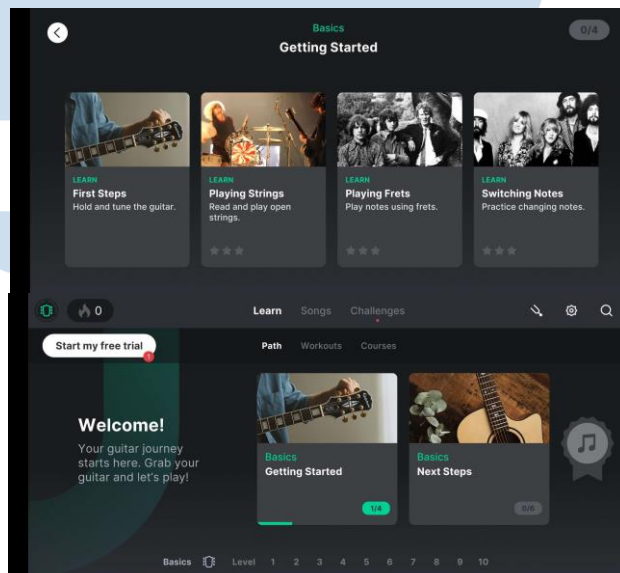 Basics
0/4
Getting Started
LEARN
First Steps
Hold and tune the guitar.
LEARN
Playing Strings
Read and play open
strings.
LEARN
Playing Frets
Play notes using frets.
LEARN
Switching Notes
Practice changing notes.
0
Learn Songs Challenges
Start my free trial
1
Path Workouts Courses
Welcome!
Your guitar journey
starts here. Grab your
guitar and let's play!
Basics
Getting Started
1/4
Basics
Next Steps
0/6
Basics Level 1 2 3 4 5 6 7 8 9 10